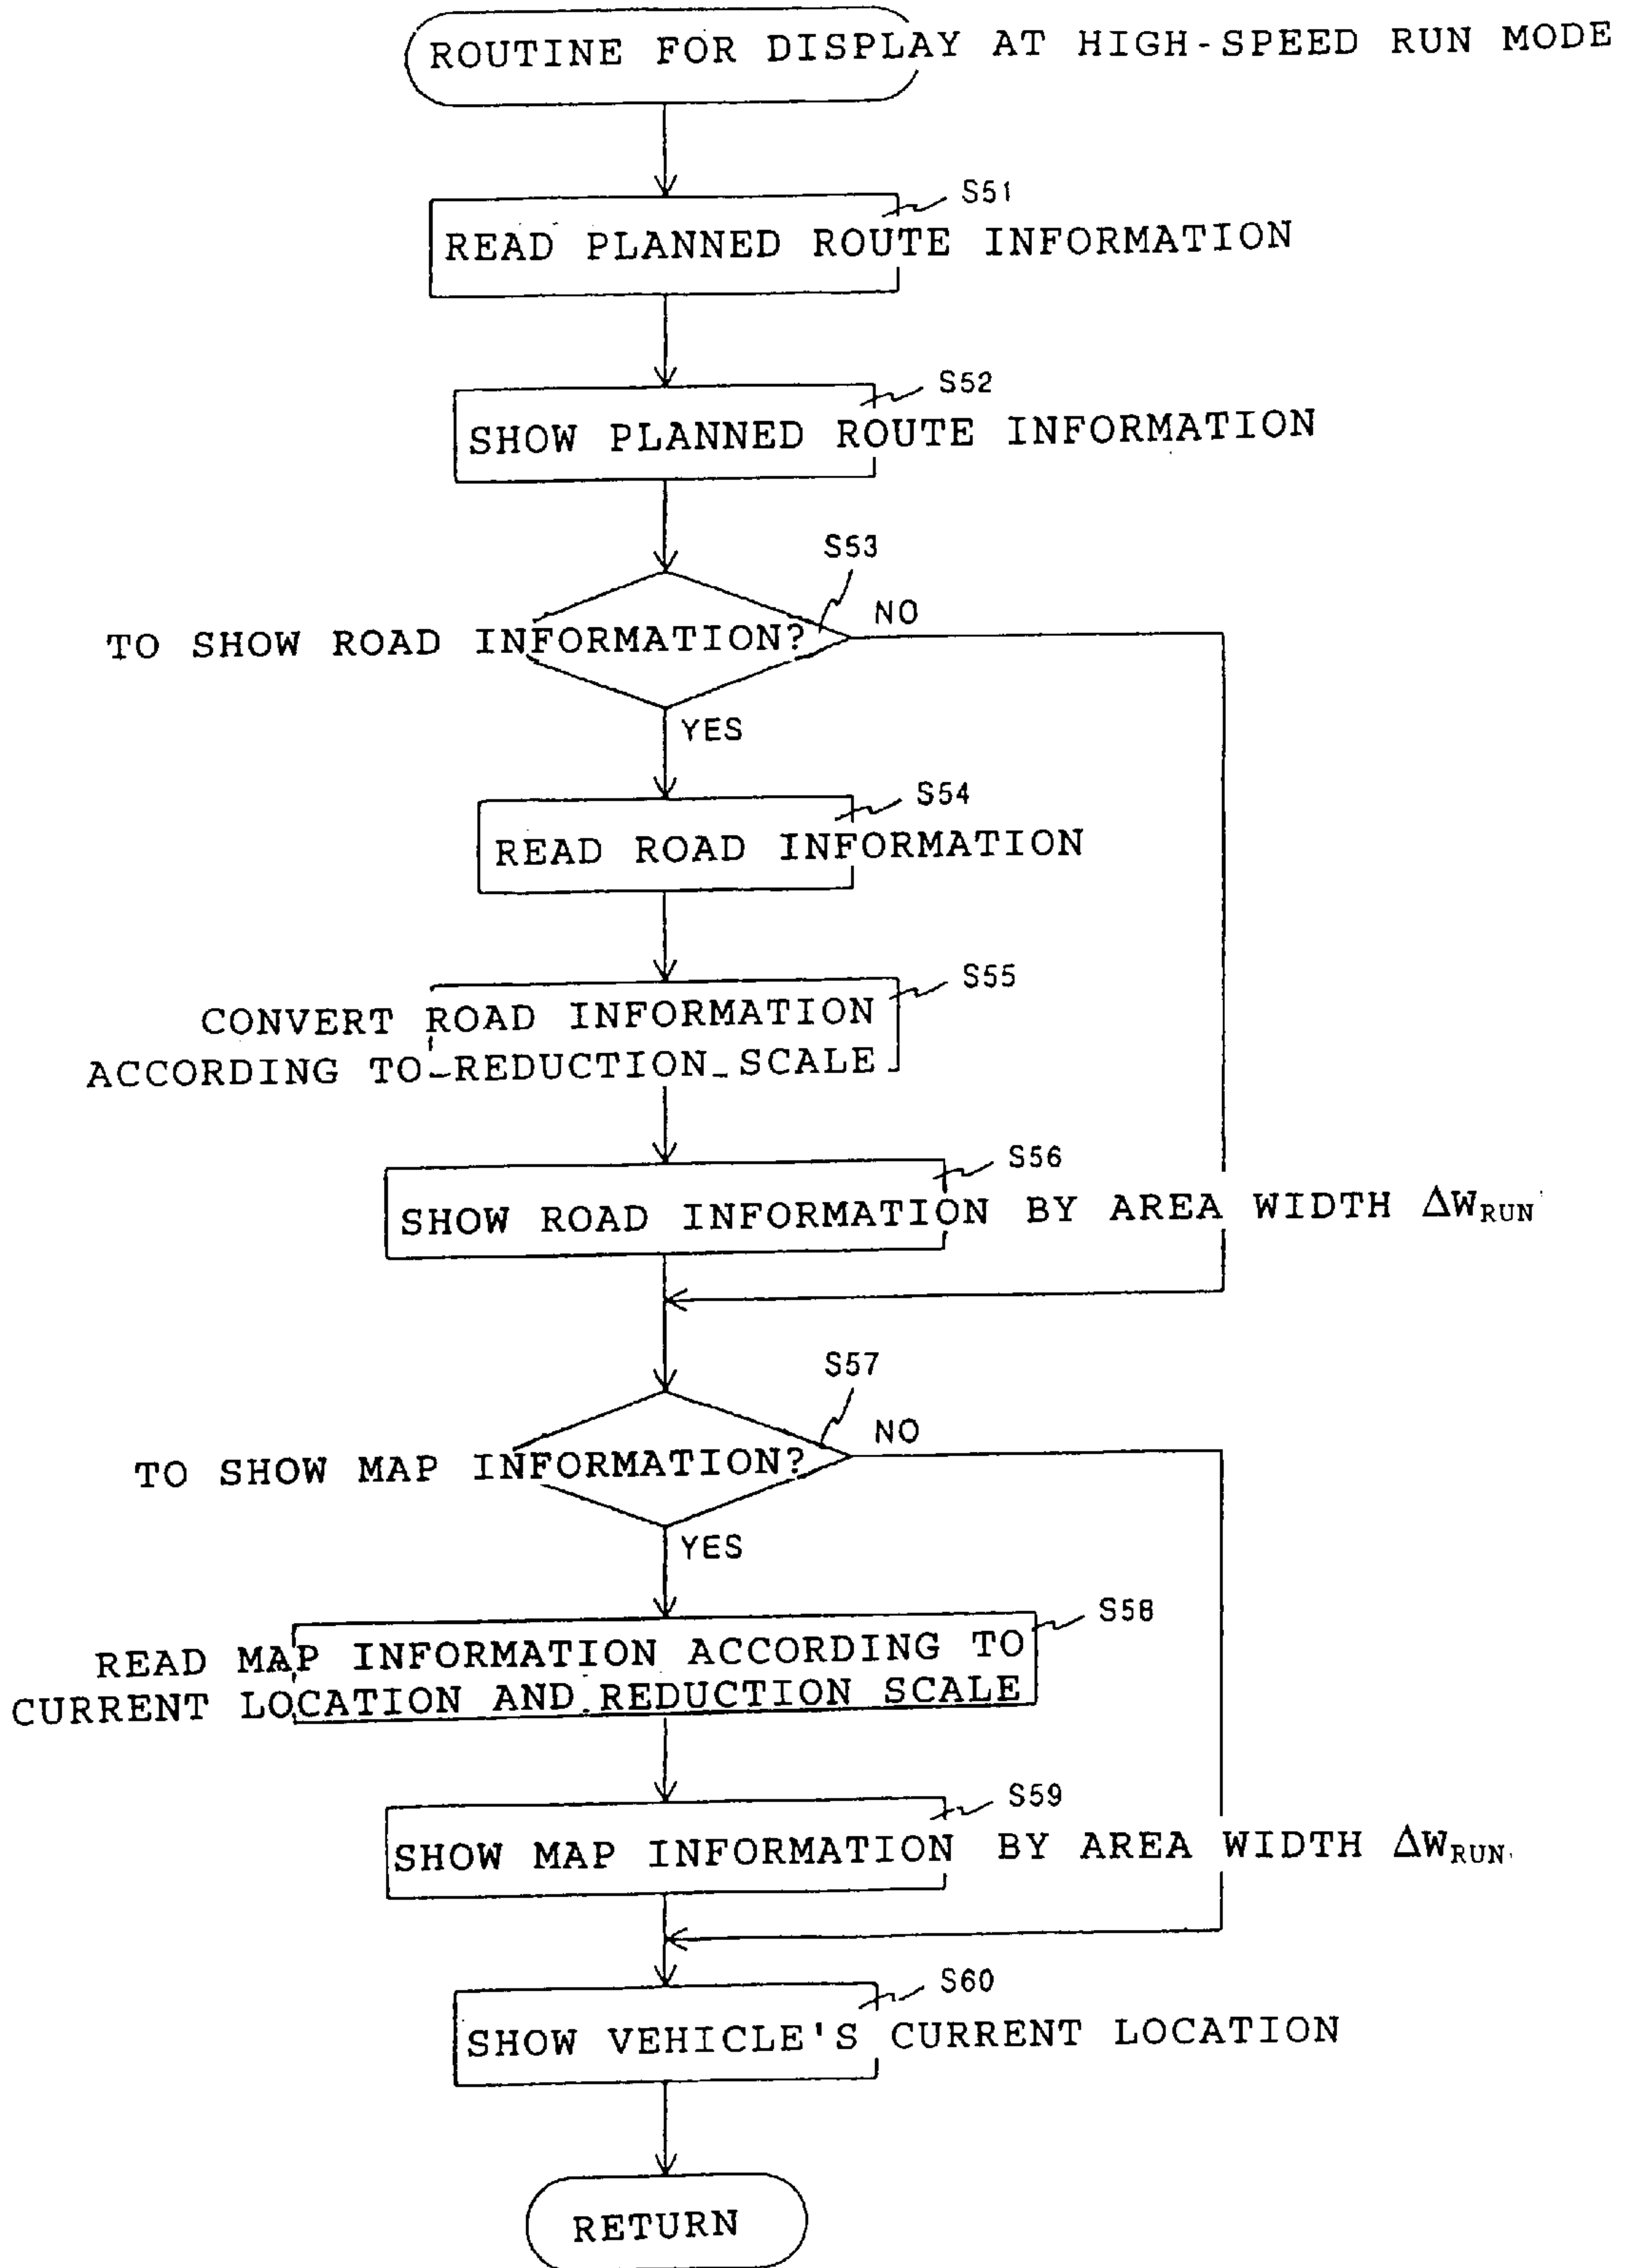 ROUTINE FOR DISPLAY AT HIGH-SPEED RUN MODE
S51
READ PLANNED ROUTE INFORMATION
S52
SHOW PLANNED ROUTE INFORMATION
S53
NO
TO SHOW ROAD INFORMATION?
YES
S54
READ ROAD INFORMATION
S55
CONVERT ROAD INFORMATION
ACCORDING TO REDUCTION SCALE
S56
SHOW ROAD INFORMATION BY AREA WIDTH ΔWRUN
S57
NO
TO SHOW MAP INFORMATION?
YES
S58
READ MAP INFORMATION ACCORDING TO
CURRENT LOCATION AND REDUCTION SCALE
S59
SHOW MAP INFORMATION BY AREA WIDTH ΔWRUN
S60
SHOW VEHICLE'S CURRENT LOCATION
RETURN